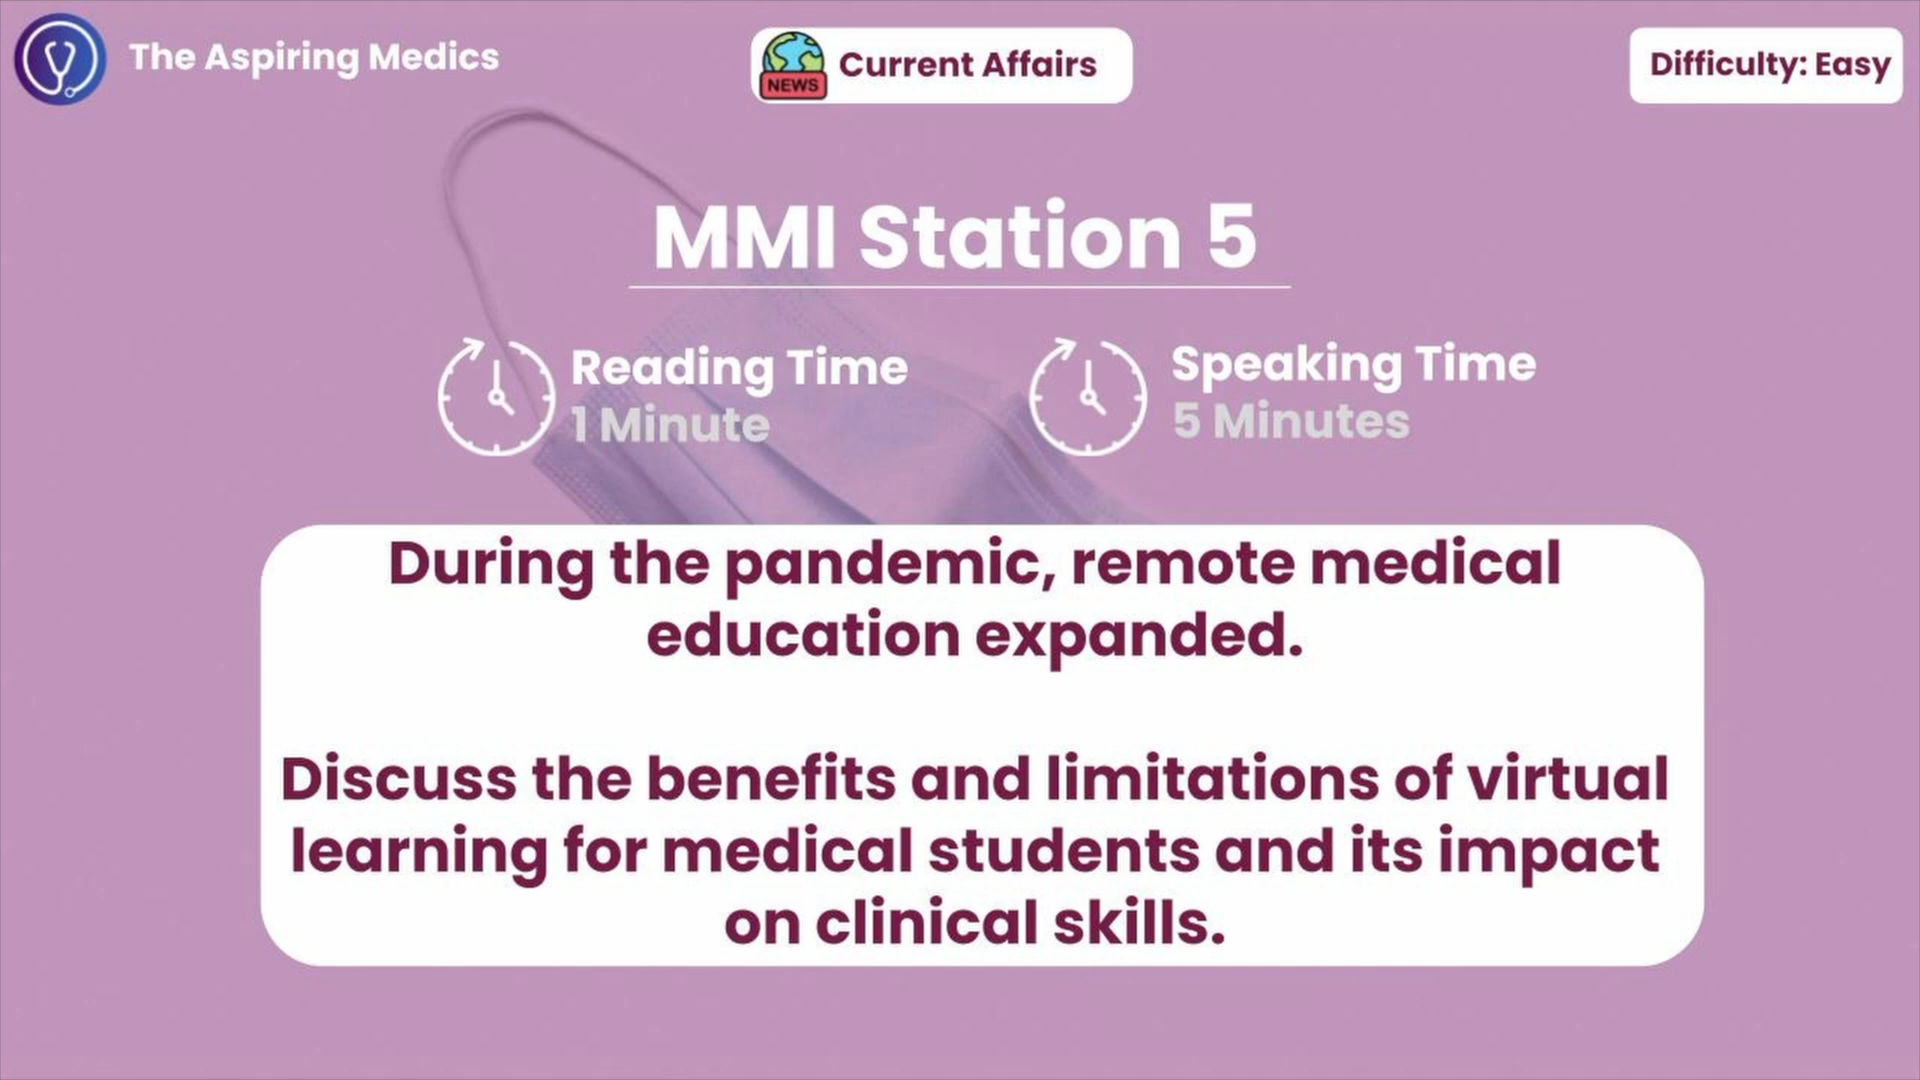 The Aspiring Medics
NEWS
Current Affairs
Difficulty: Easy
MMI Station 5
Reading Time
1 Minute
Speaking Time
5 Minutes
During the pandemic, remote medical
education expanded.
Discuss the benefits and limitations of virtual
learning for medical students and its impact
on clinical skills.